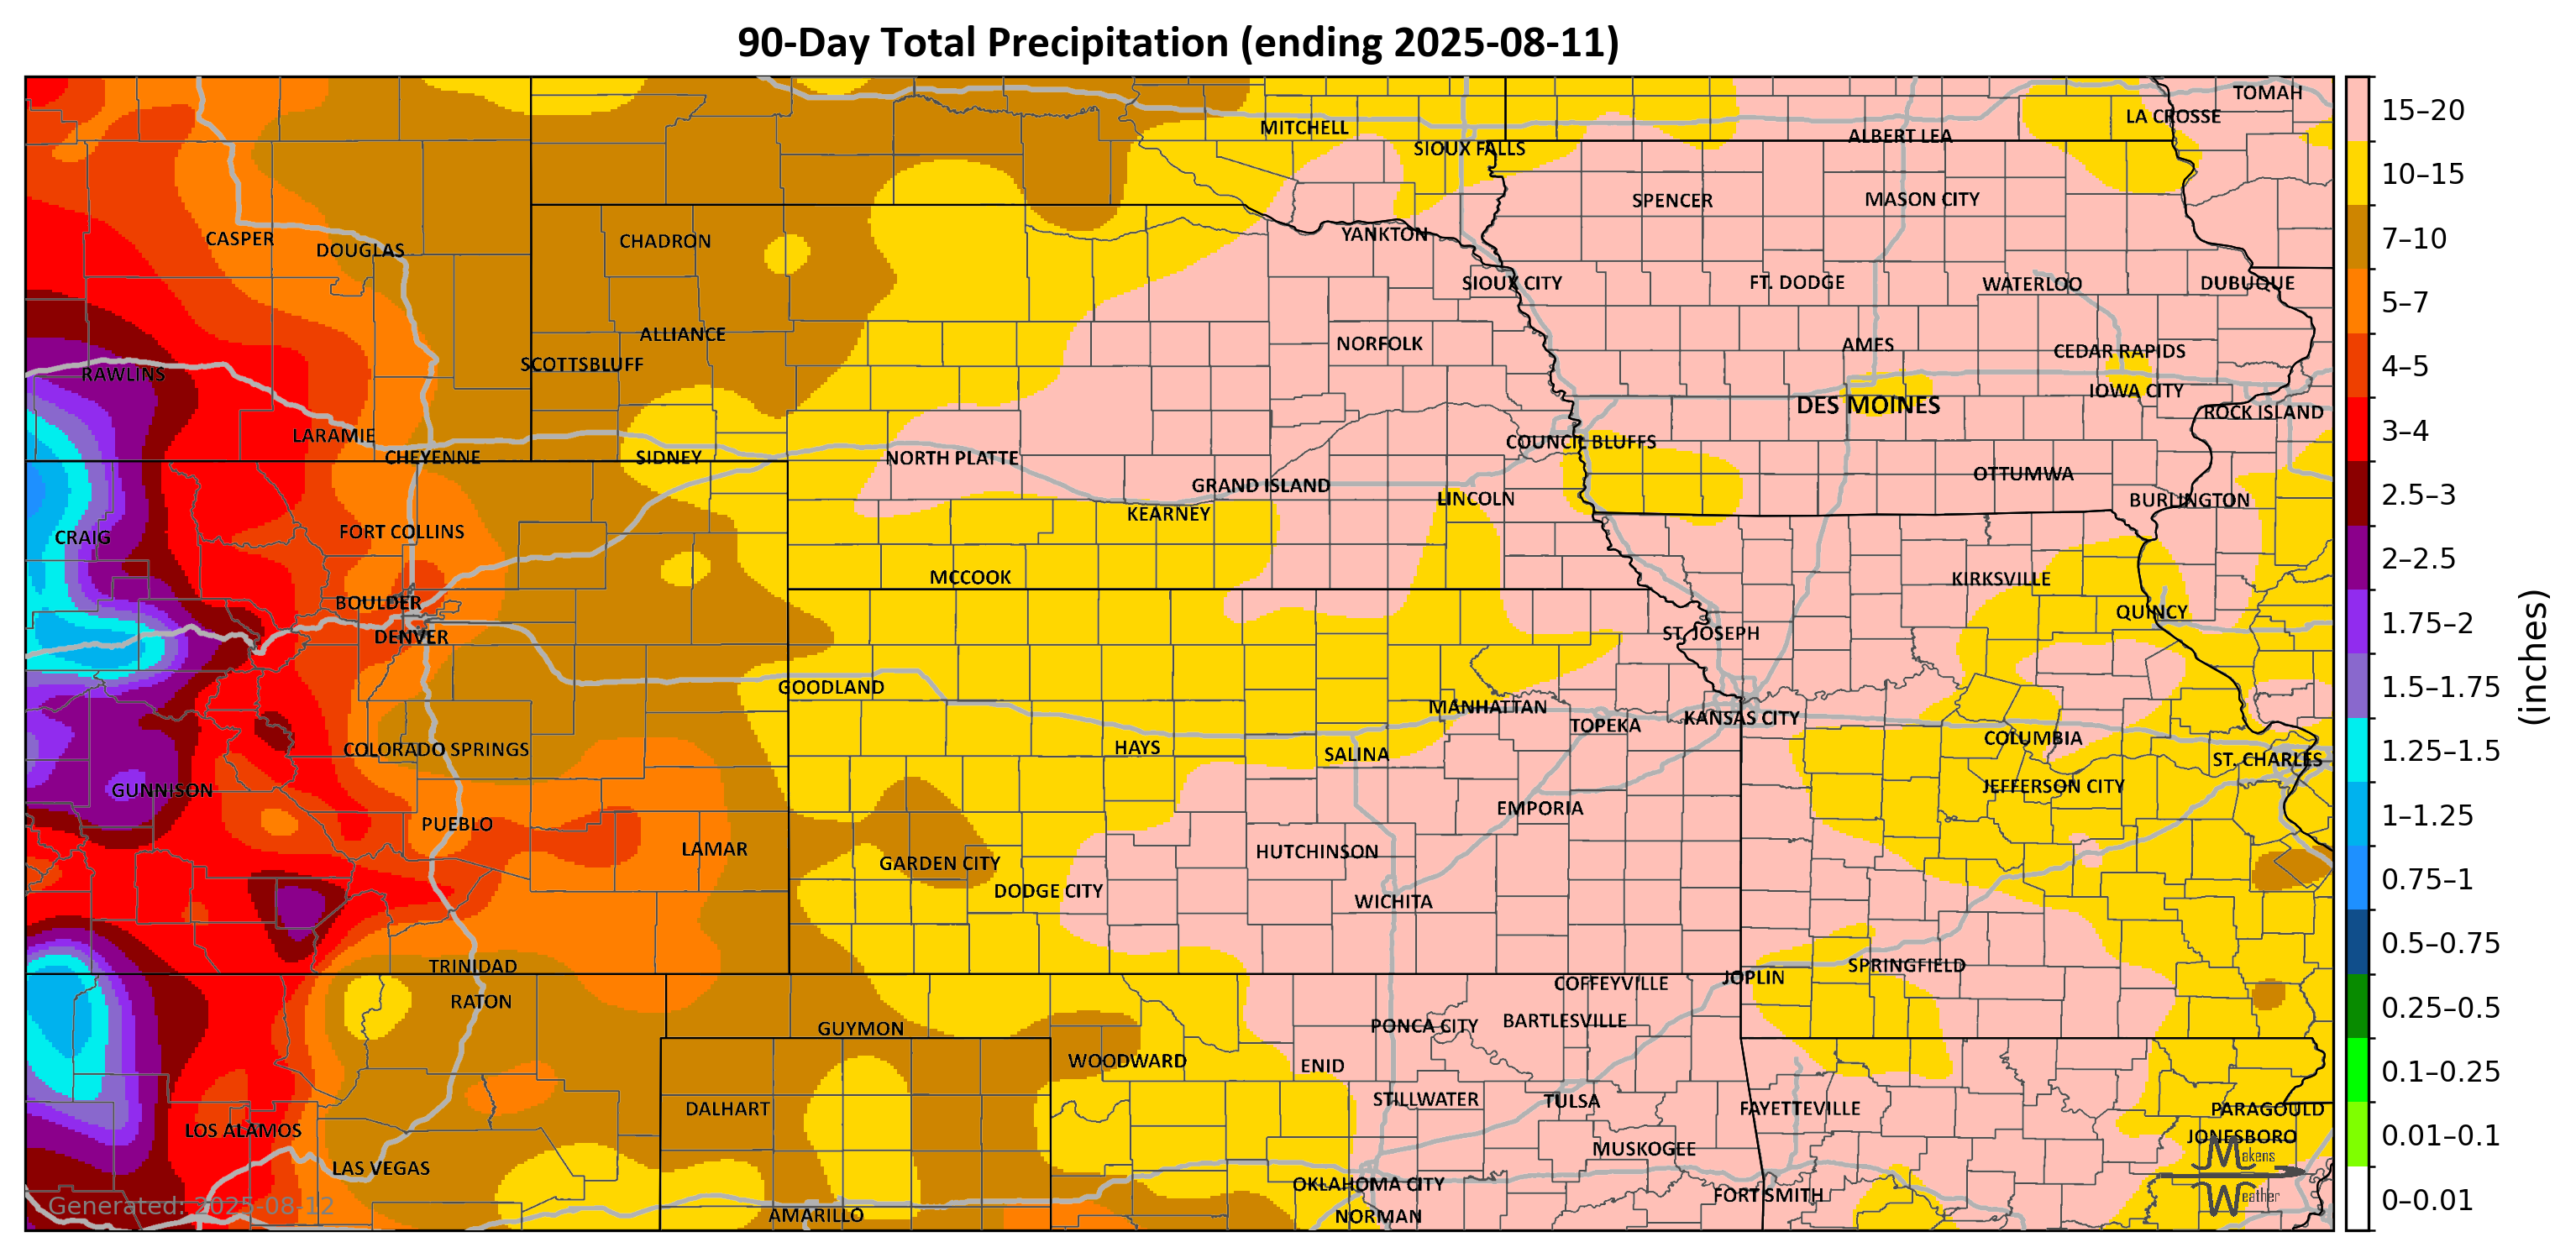 90-Day Total Precipitation (ending 2025-08-11)
TOMAH
LA CROSSE
MITCHELL
ALBERT LEA
SIOUX FALLS
SPENCER
MASON CITY
YANKTON
CASPER
CHADRON
DOUGLAS
SIOUX CITY
FT. DODGE
WATERLOO
DUBUQUE
ALLIANCE
NORFOLK
AMES
CEDAR RAPIDS
SCOTTSBLUFF
RAWLINS
IOWA CITY
DES MOINES
ROCK ISLAND
LARAMIE
COUNCIL BLUFFS
CHEYENNE
SIDNEY
NORTH PLATTE
OTTUMWA
GRAND ISLAND
LINCOLN
BURLINGTON
KEARNEY
FORT COLLINS
CRAIG
MCCOOK
KIRKSVILLE
BOULDER
QUINCY
DENVER
ST. JOSEPH
GOODLAND
MANHATTAN
TOPEKA
KANSAS CITY
COLUMBIA
COLORADO SPRINGS
HAYS
SALINA
ST. CHARLES
GUNNISON
JEFFERSON CITY
EMPORIA
PUEBLO
LAMAR
HUTCHINSON
GARDEN CITY
DODGE CITY
WICHITA
TRINIDAD
SPRINGFIELD
JOPLIN
COFFEYVILLE
RATON
GUYMON
PONCA CITY
BARTLESVILLE
WOODWARD
ENID
DALHART
STILLWATER
TULSA
FAYETTEVILLE
PARAGOULD
LOS ALAMOS
JONESBORO
MUSKOGEE
LAS VEGAS
OKLAHOMA CITY
FORT SMITH
AMARILLO
NORMAN
Makens
Weather
Generated: 2025-08-12
15–20
10–15
7–10
5–7
4–5
3–4
2.5–3
2–2.5
1.75–2
1.5–1.75
1.25–1.5
1–1.25
0.75–1
0.5–0.75
0.25–0.5
0.1–0.25
0.01–0.1
0–0.01
(inches)